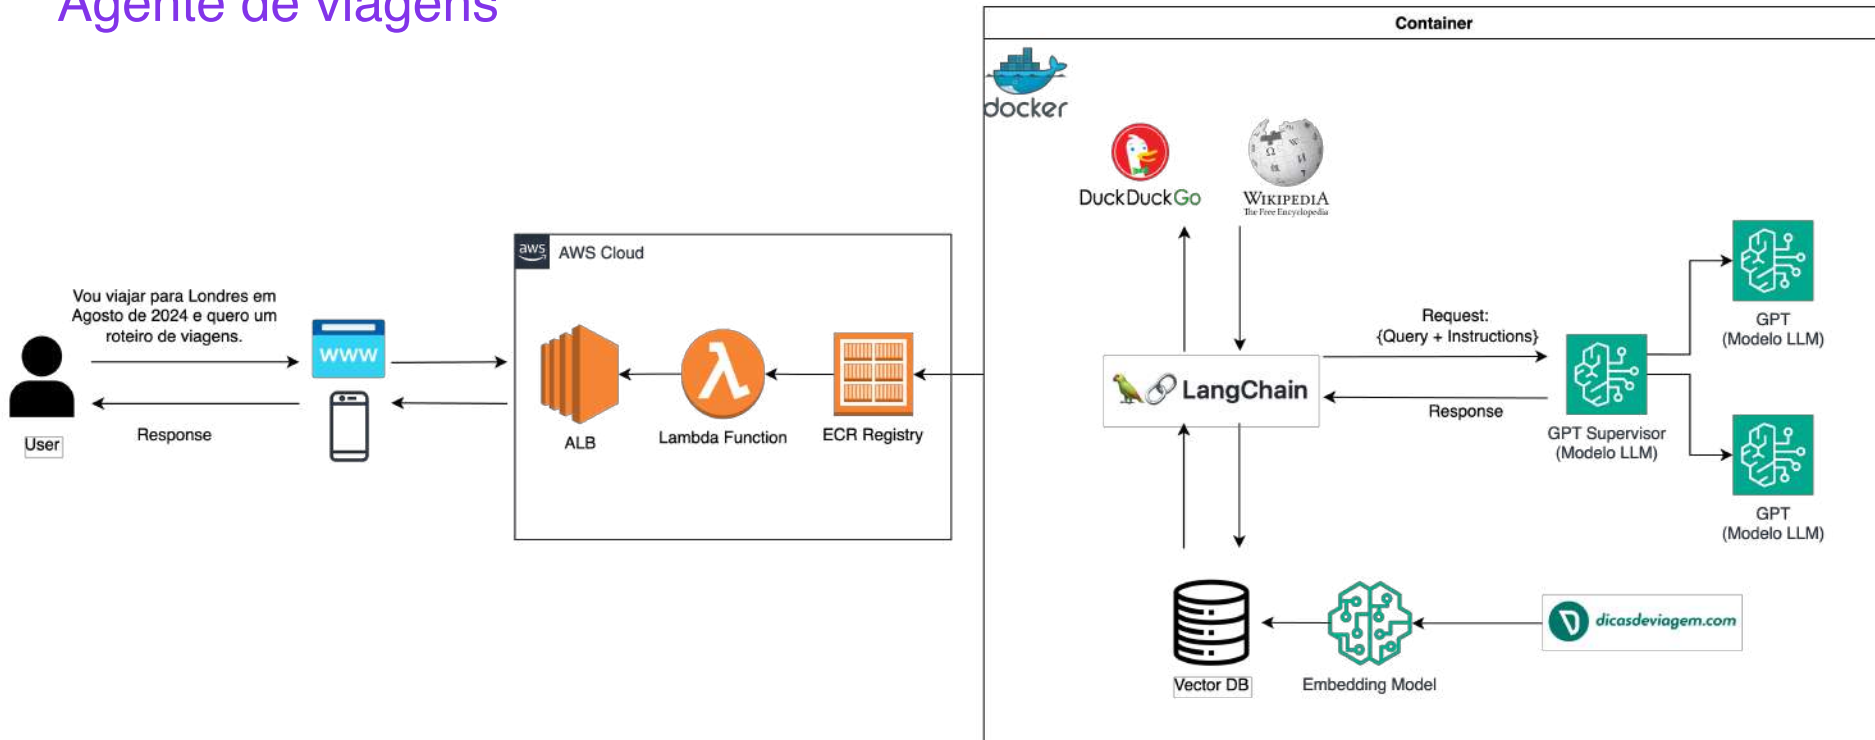 Agente de viagens
Container
docker
DuckDuckGo
WIKIPEDIA
The Free Encyclopedia
aws
AWS Cloud
Vou viajar para Londres em
Agosto de 2024 e quero um
roteiro de viagens.
www
User
Response
ALB
Lambda Function
ECR Registry
LangChain
Request:
{Query + Instructions}
Response
GPT Supervisor
(Modelo LLM)
GPT
(Modelo LLM)
GPT
(Modelo LLM)
Vector DB
Embedding Model
dicasdeviagem.com